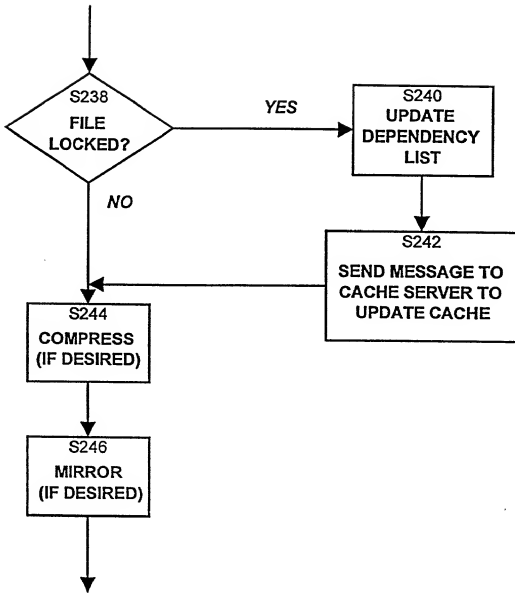 S238
FILE
LOCKED?
YES
S240
UPDATE
DEPENDENCY
LIST
NO
S242
SEND MESSAGE TO
CACHE SERVER TO
UPDATE CACHE
S244
COMPRESS
(IF DESIRED)
S246
MIRROR
(IF DESIRED)